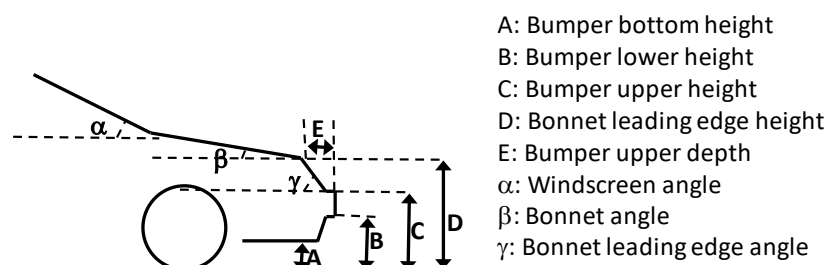 A: Bumper bottom height
B: Bumper lower height
C: Bumper upper height
D: Bonnet leading edge height
E: Bumper upper depth
α: Windscreen angle
β: Bonnet angle
γ: Bonnet leading edge angle
α
E
β
γ
D
C
B
A